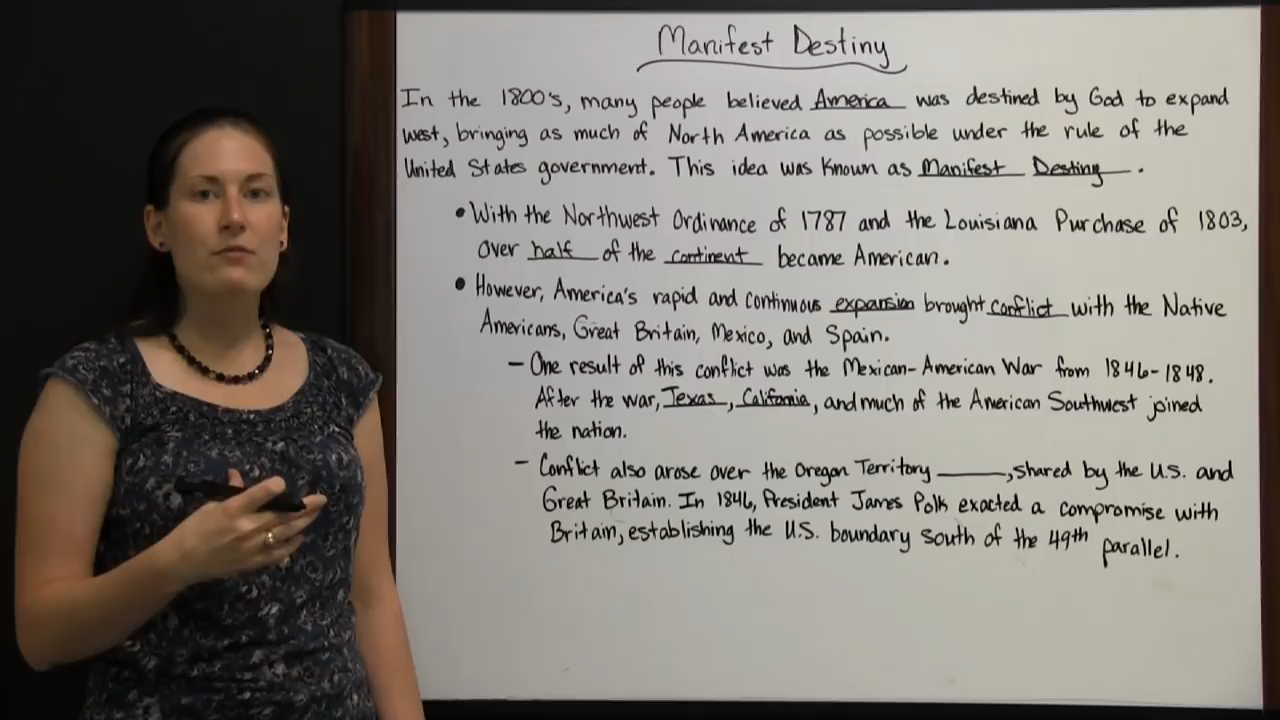 Manifest Destiny
In the 1800's, many people believed America was destined by God to expand
west, bringing as much of North America as possible under the rule of the
United States government. This idea was known as Manifest Destiny.
• With the Northwest Ordinance of 1787 and the Louisiana Purchase of 1803,
over half of the continent became American.
• However, America's rapid and continuous expansion brought conflict with the Native
Americans, Great Britain, Mexico, and Spain.
- One result of this conflict was the Mexican-American War from 1846-1848.
After the war, Texas, California, and much of the American Southwest joined
the nation.
- Conflict also arose over the Oregon Territory ______, shared by the U.S. and
Great Britain. In 1846, President James Polk exacted a compromise with
Britain, establishing the U.S. boundary south of the 49th parallel.